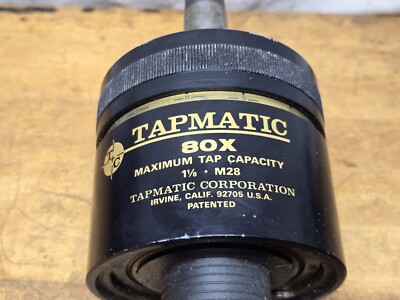 TAPMATIC
80X
MAXIMUM TAP CAPACITY
1⅛ • M28
TAPMATIC CORPORATION
IRVINE, CALIF. 92705 U.S.A.
PATENTED